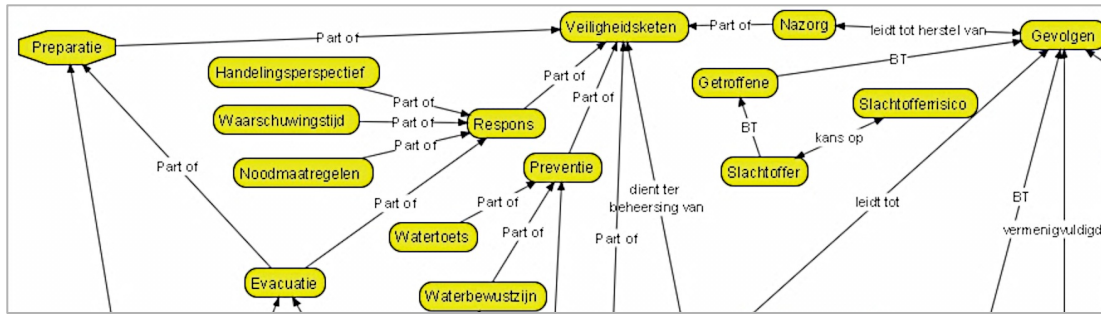 Veiligheidsketen
Part of
Nazorg
leidt tot herstel van
Gevolgen
Preparatie
Part of
BT
Handelingsperspectief
Part of
Getroffene
Slachtofferrisico
Part of
Part of
Waarschuwingstijd
Part of
Respons
BT
kans op
Part of
Noodmaatregelen
Preventie
Slachtoffer
Part of
Part of
dient ter
beheersing van
leidt tot
BT
Part of
Watertoets
Part of
Part of
vermenigvuldigd
Evacuatie
Waterbewustzijn